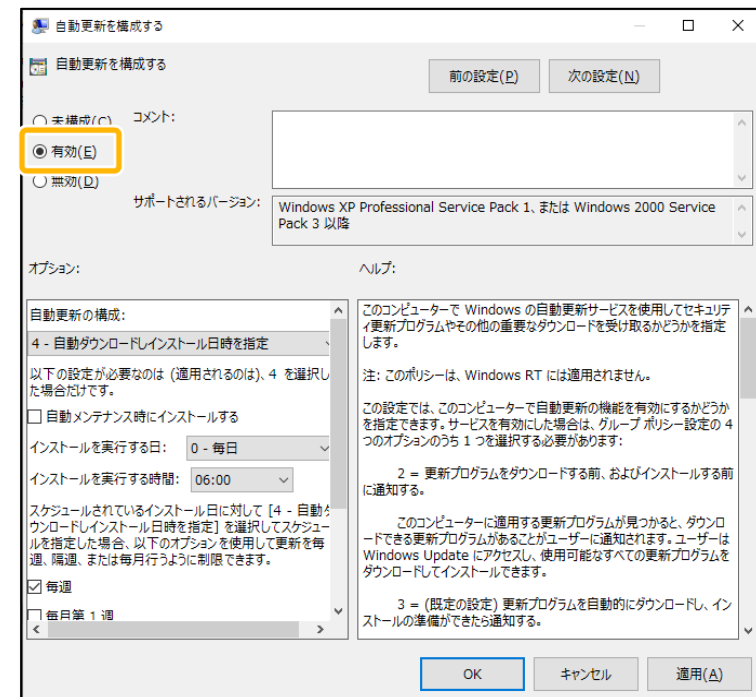 自動更新を構成する
自動更新を構成する
前の設定(P)
次の設定(N)
未構成(C)
コメント:
有効(E)
無効(D)
サポートされるバージョン:
Windows XP Professional Service Pack 1、または Windows 2000 Service
Pack 3 以降
オプション:
ヘルプ:
自動更新の構成:
4 - 自動ダウンロードしインストール日時を指定
以下の設定が必要なのは (適用されるのは)、4 を選択し
た場合だけです。
自動メンテナンス時にインストールする
インストールを実行する日:
0 - 毎日
インストールを実行する時間:
06:00
スケジュールされているインストール日に対して [4 - 自動
ウンロードしインストール日時を指定] を選択してスケジュー
ルを指定した場合、以下のオプションを使用して更新を毎
週、隔週、または毎月行うように制限できます。
毎週
毎月第 1 週
このコンピューターで Windows の自動更新サービスを使用してセキュリテ
ィ更新プログラムやその他の重要なダウンロードを受け取るかどうかを指定
します。
注: このポリシーは、Windows RT には適用されません。
この設定では、このコンピューターで自動更新の機能を有効にするかどうか
を指定できます。サービスを有効にした場合は、グループ ポリシー設定の 4
つのオプションのうち 1 つを選択する必要があります:
2 = 更新プログラムをダウンロードする前、およびインストールする前
に通知する。
このコンピューターに適用する更新プログラムが見つかると、ダウンロ
ードできる更新プログラムがあることがユーザーに通知されます。ユーザーは
Windows Update にアクセスし、使用可能なすべての更新プログラムを
ダウンロードしてインストールできます。
3 = (既定の設定) 更新プログラムを自動的にダウンロードし、イン
ストールの準備ができたら通知する。
OK
キャンセル
適用(A)